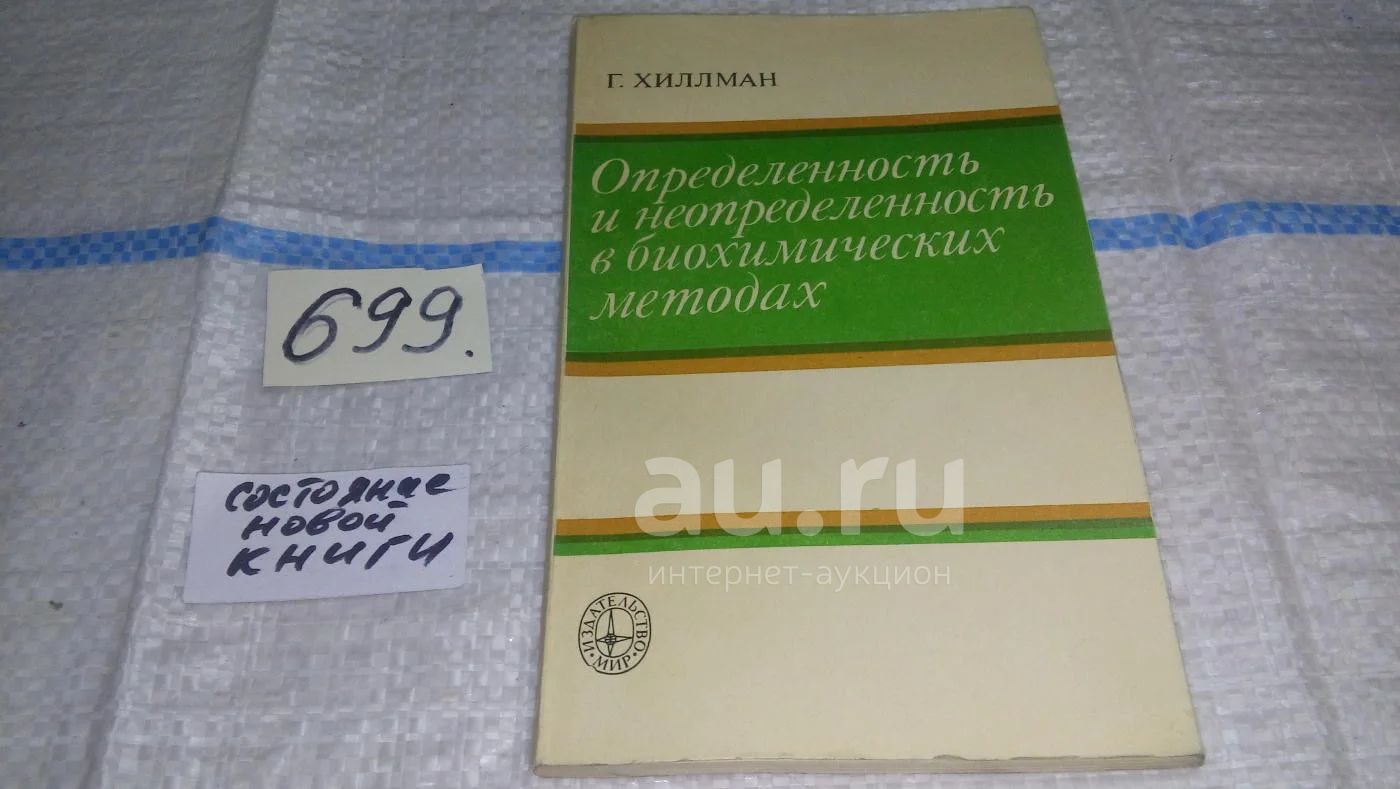 Г. ХИЛЛМАН
Определенность
и неопределенность
в биохимических
методах
699.
состояние
новой
книги
au.ru
интернет-аукцион
ИЗДАТЕЛЬСТВО
МИР